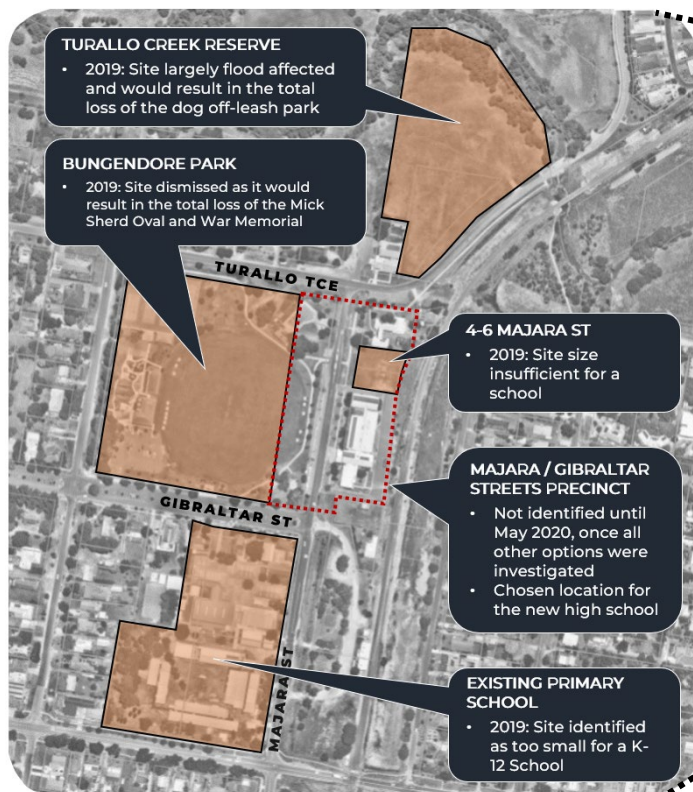 TURALLO CREEK RESERVE
• 2019: Site largely flood affected
and would result in the total
loss of the dog off-leash park
BUNGENDORE PARK
• 2019: Site dismissed as it would
result in the total loss of the Mick
Sherd Oval and War Memorial
TURALLO TCE
4-6 MAJARA ST
• 2019: Site size
insufficient for a
school
MAJARA / GIBRALTAR
STREETS PRECINCT
• Not identified until
May 2020, once all
other options were
investigated
• Chosen location for
the new high school
GIBRALTAR ST
MAJARA ST
EXISTING PRIMARY
SCHOOL
• 2019: Site identified
as too small for a K-
12 School